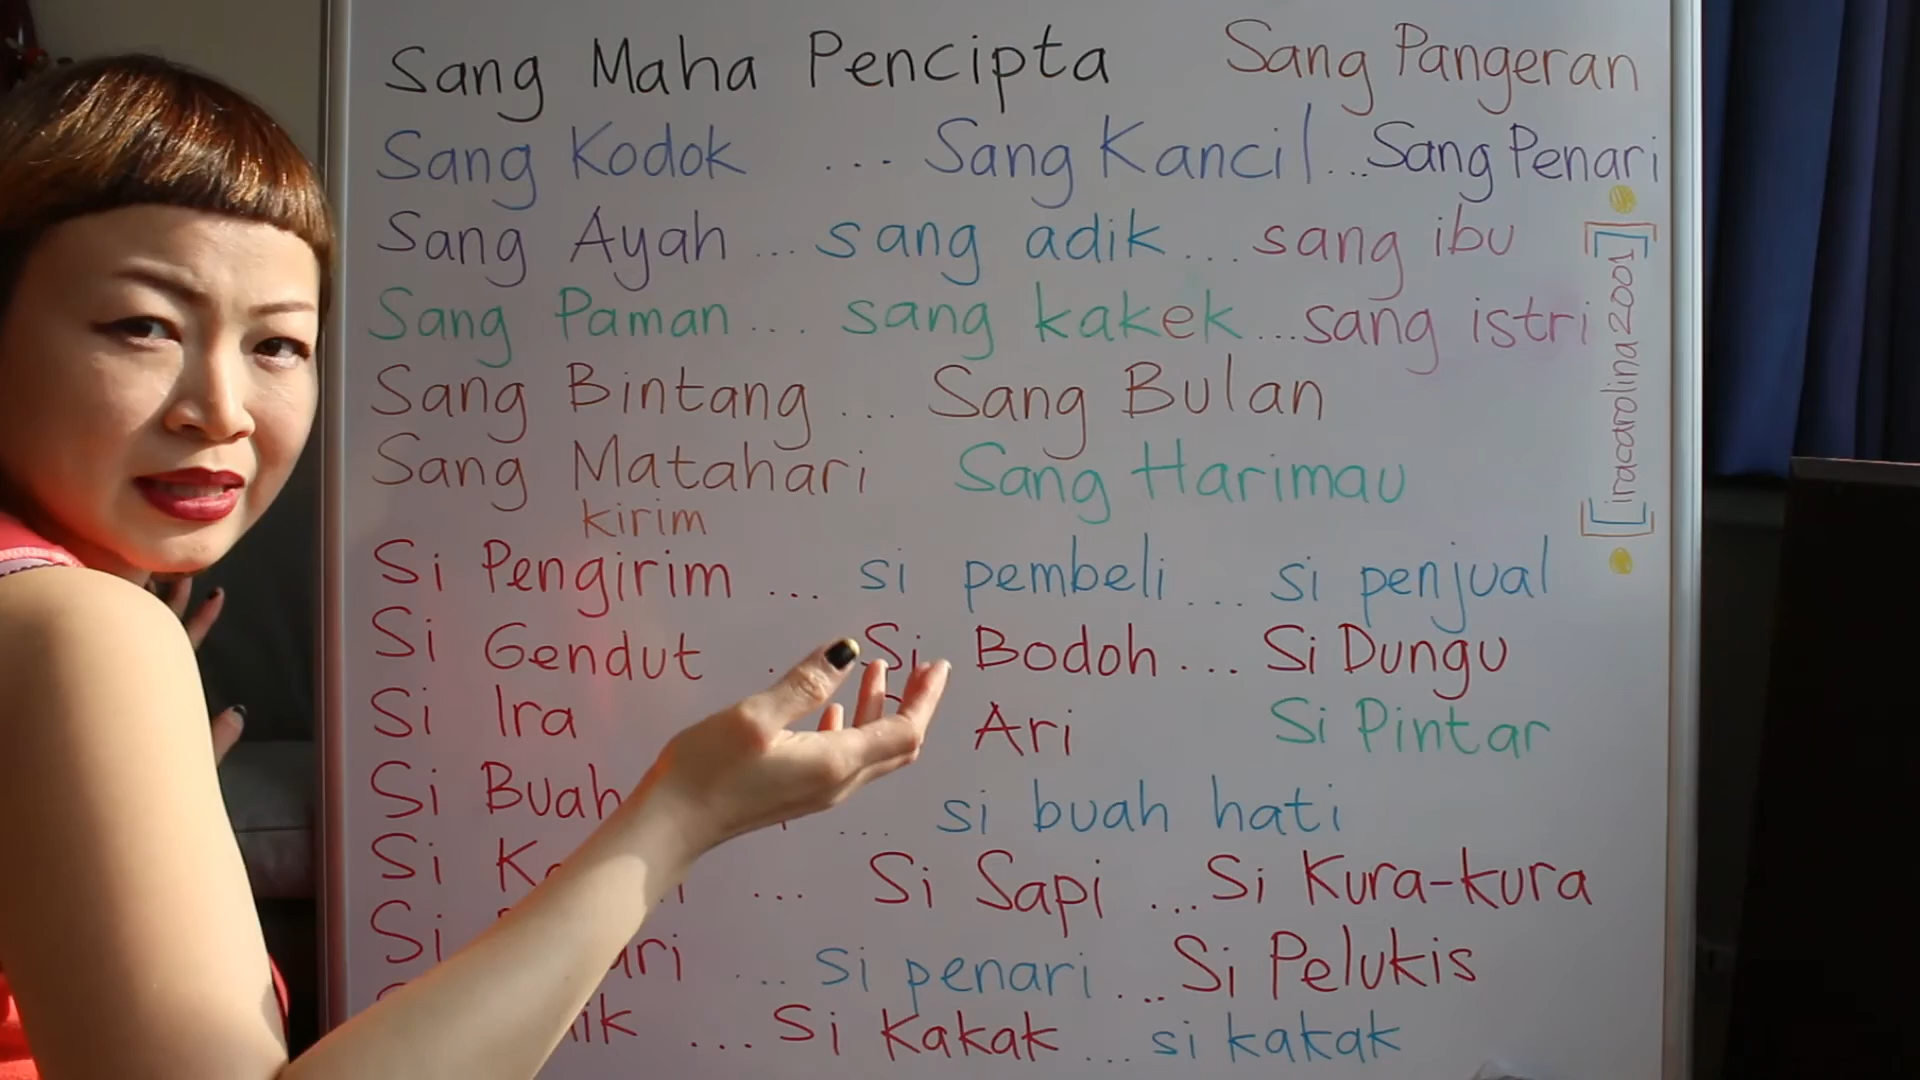 Sang Maha Pencipta Sang Pangeran
Sang Kodok ... Sang Kancil ... Sang Penari
Sang Ayah ... sang adik ... sang ibu
Sang Paman ... sang kakek ... sang istri
Sang Bintang ... Sang Bulan
Sang Matahari Sang Harimau
kirim
Si Pengirim ... si pembeli ... si penjual
Si Gendut ... Si Bodoh ... Si Dungu
Si Ira Ari Si Pintar
Si Buah ... si buah hati
Si ... Si Sapi ... Si Kura-kura
Si ... si penari ... Si Pelukis
... Si Kakak ... si kakak
[[iracarolina2001]]